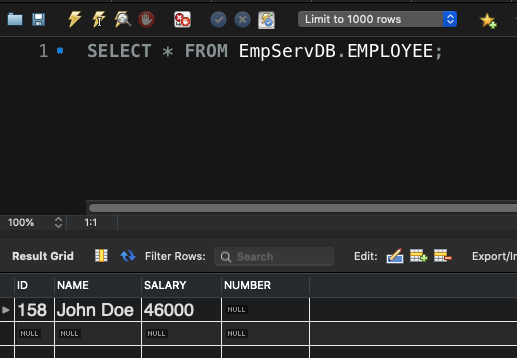 Limit to 1000 rows
1 SELECT * FROM EmpServDB.EMPLOYEE;
100% 1:1
Result Grid Filter Rows: Search Edit: Export/Im
ID NAME SALARY NUMBER
158 John Doe 46000 NULL
NULL NULL NULL NULL